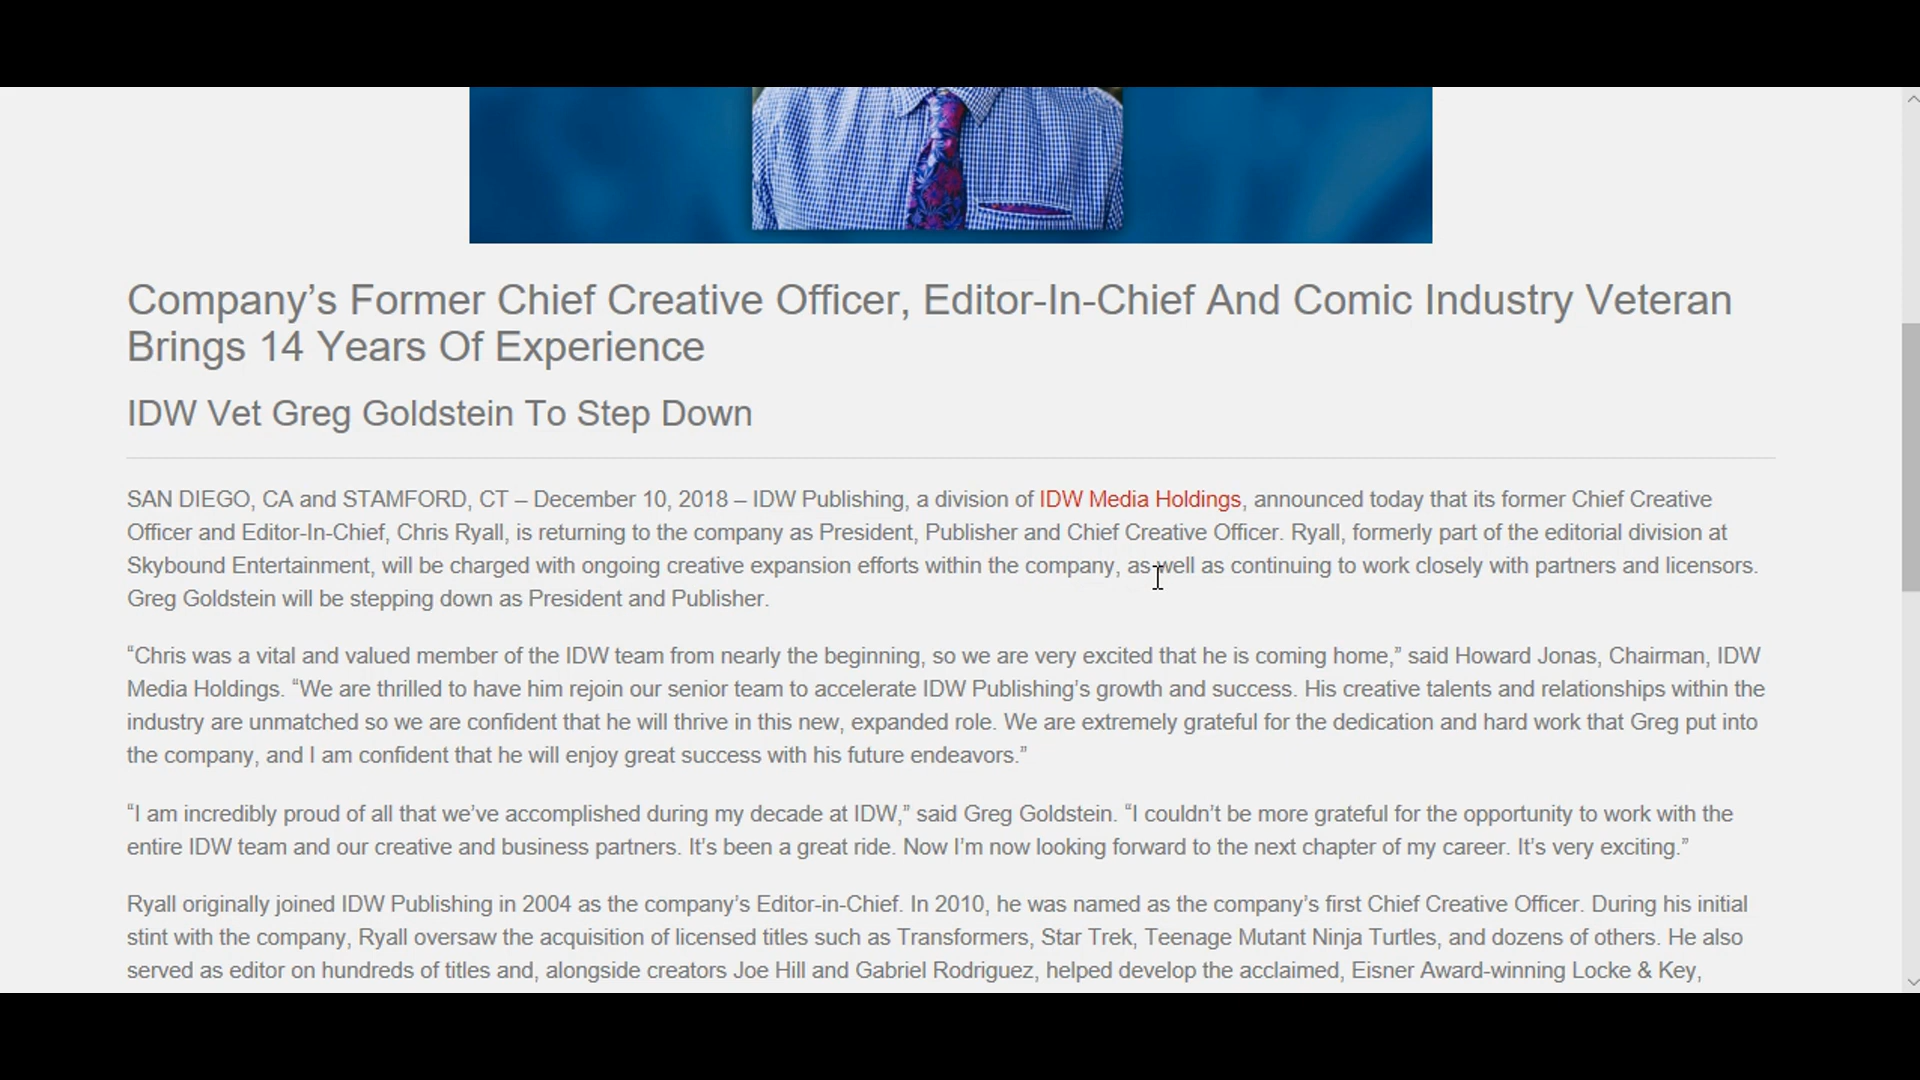 Company’s Former Chief Creative Officer, Editor-In-Chief And Comic Industry Veteran
Brings 14 Years Of Experience
IDW Vet Greg Goldstein To Step Down
SAN DIEGO, CA and STAMFORD, CT – December 10, 2018 – IDW Publishing, a division of IDW Media Holdings, announced today that its former Chief Creative
Officer and Editor-In-Chief, Chris Ryall, is returning to the company as President, Publisher and Chief Creative Officer. Ryall, formerly part of the editorial division at
Skybound Entertainment, will be charged with ongoing creative expansion efforts within the company, as well as continuing to work closely with partners and licensors.
Greg Goldstein will be stepping down as President and Publisher.
“Chris was a vital and valued member of the IDW team from nearly the beginning, so we are very excited that he is coming home,” said Howard Jonas, Chairman, IDW
Media Holdings. “We are thrilled to have him rejoin our senior team to accelerate IDW Publishing’s growth and success. His creative talents and relationships within the
industry are unmatched so we are confident that he will thrive in this new, expanded role. We are extremely grateful for the dedication and hard work that Greg put into
the company, and I am confident that he will enjoy great success with his future endeavors.”
“I am incredibly proud of all that we’ve accomplished during my decade at IDW,” said Greg Goldstein. “I couldn’t be more grateful for the opportunity to work with the
entire IDW team and our creative and business partners. It’s been a great ride. Now I’m now looking forward to the next chapter of my career. It’s very exciting.”
Ryall originally joined IDW Publishing in 2004 as the company’s Editor-in-Chief. In 2010, he was named as the company’s first Chief Creative Officer. During his initial
stint with the company, Ryall oversaw the acquisition of licensed titles such as Transformers, Star Trek, Teenage Mutant Ninja Turtles, and dozens of others. He also
served as editor on hundreds of titles and, alongside creators Joe Hill and Gabriel Rodriguez, helped develop the acclaimed, Eisner Award-winning Locke & Key,